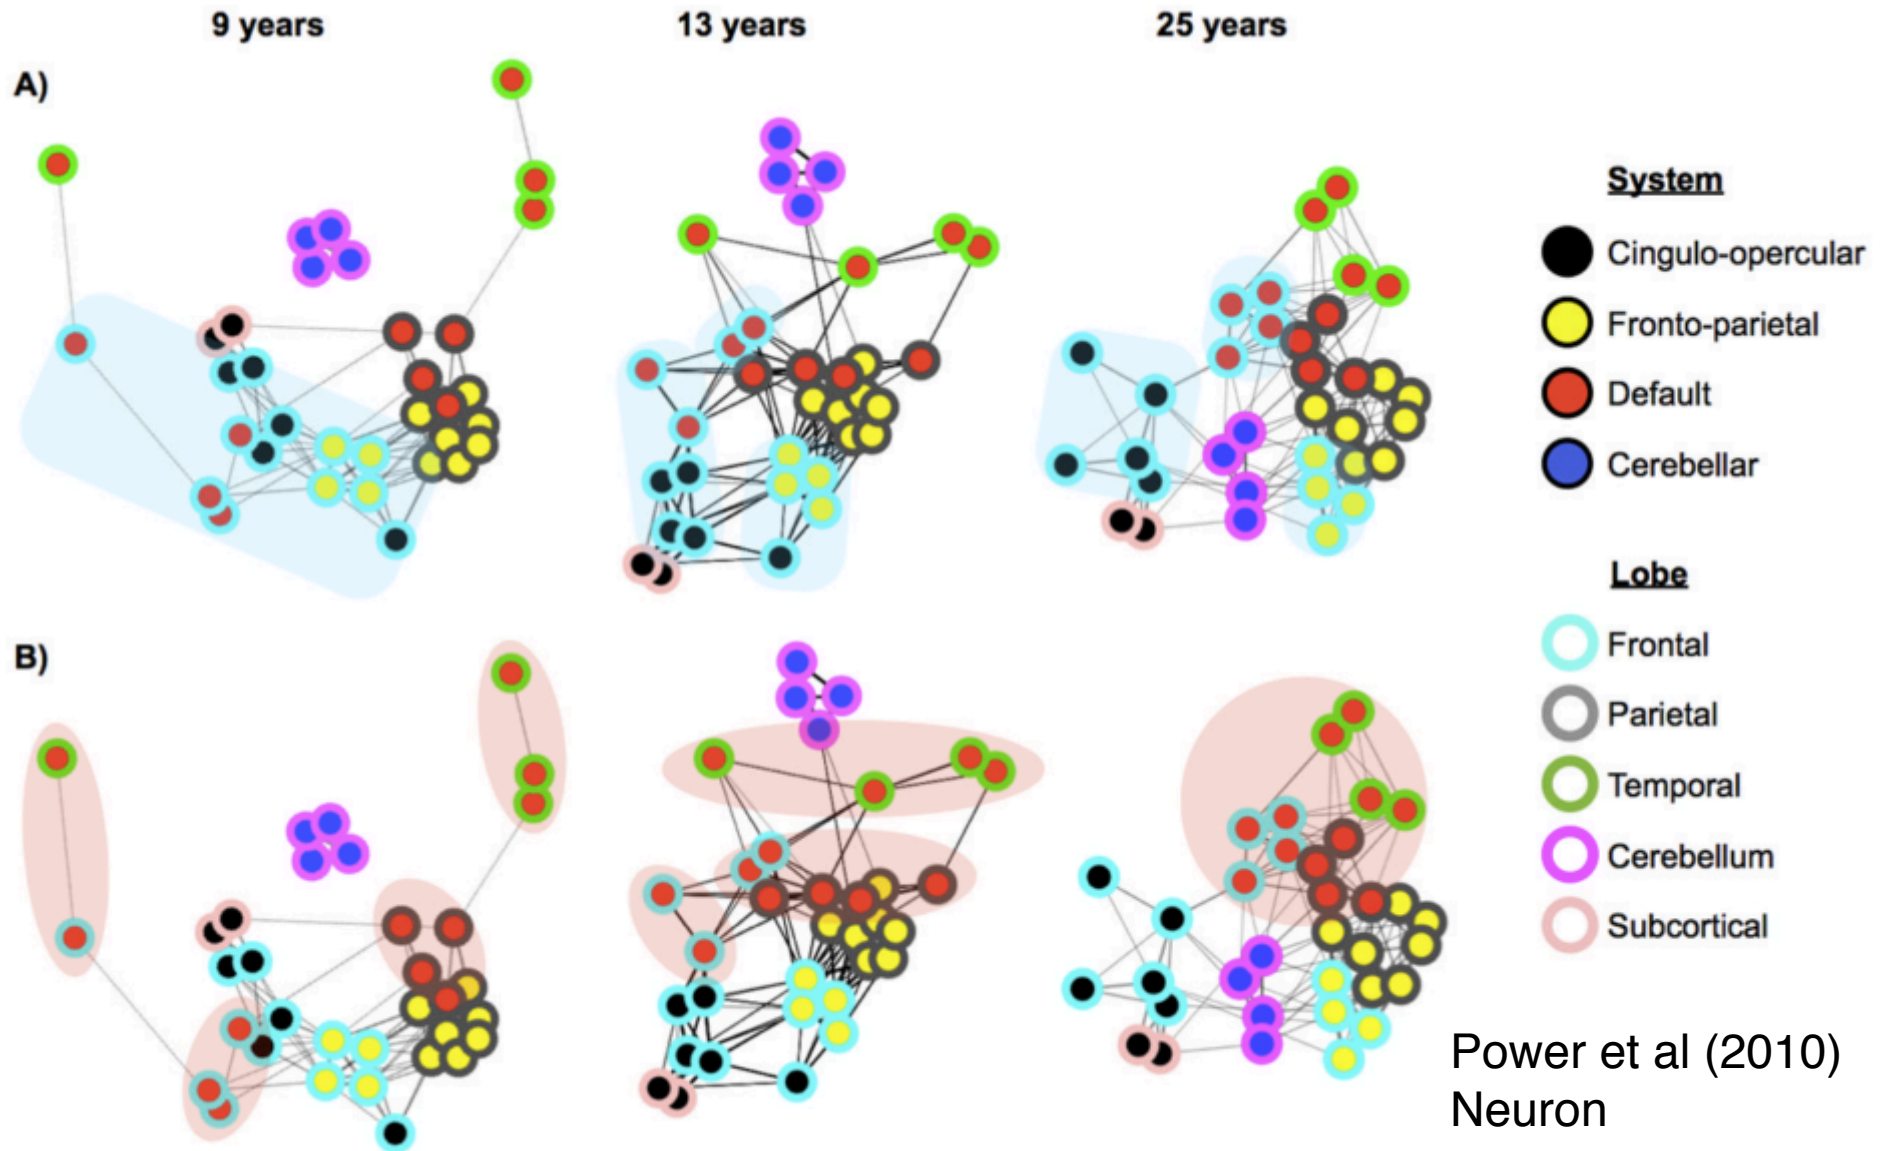 9 years
13 years
25 years
A)
System
Cingulo-opercular
Fronto-parietal
Default
Cerebellar
Lobe
Frontal
B)
Parietal
Temporal
Cerebellum
Subcortical
Power et al (2010)
Neuron